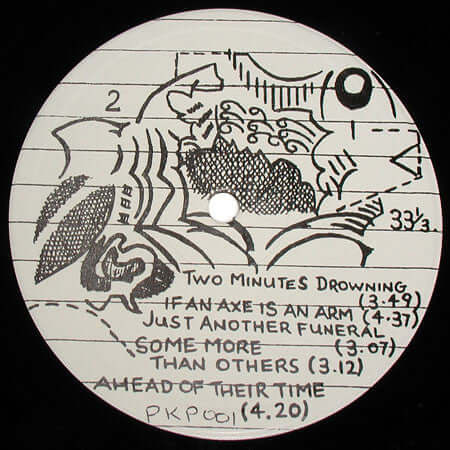 2
33⅓.
TWO MINUTES DROWNING
(3.49)
IF AN AXE IS AN ARM (4.37)
JUST ANOTHER FUNERAL
(3.07)
SOME MORE
THAN OTHERS (3.12)
AHEAD OF THEIR TIME
PKP001 (4.20)